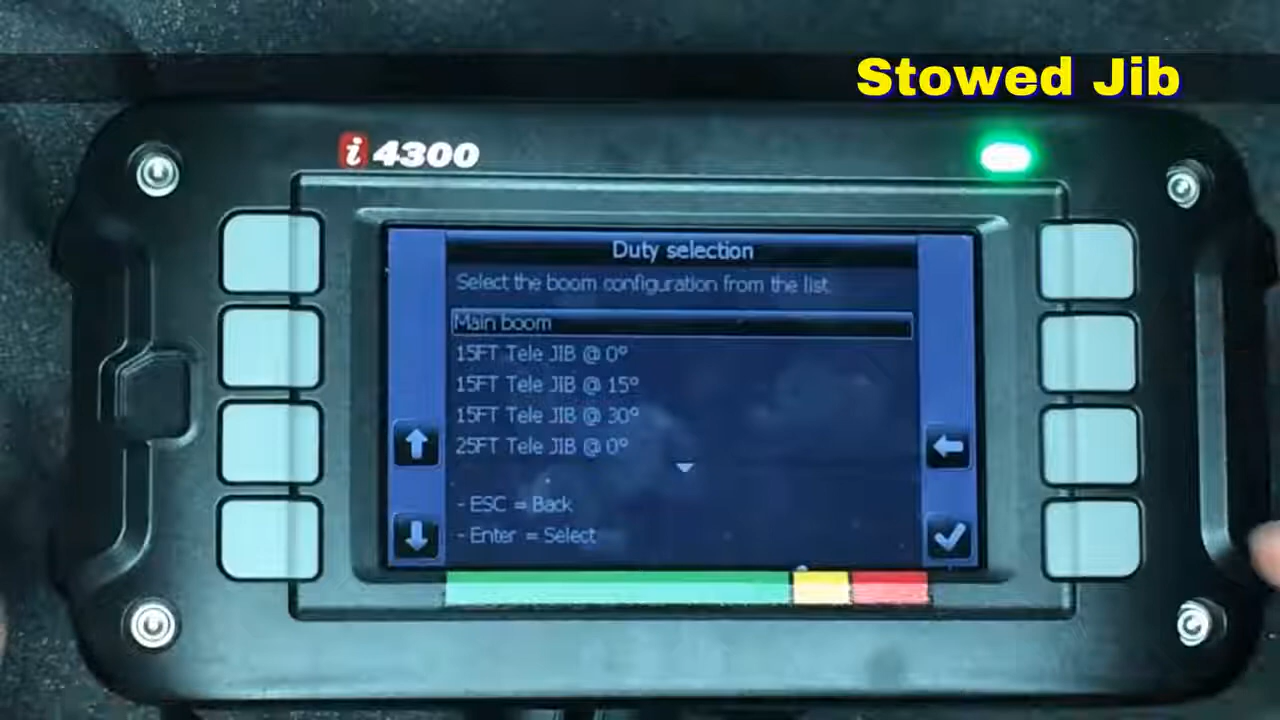 Stowed Jib
i 4300
Duty selection
Select the boom configuration from the list.
Main boom
15FT Tele JIB @ 0°
15FT Tele JIB @ 15°
15FT Tele JIB @ 30°
25FT Tele JIB @ 0°
- ESC = Back
- Enter = Select